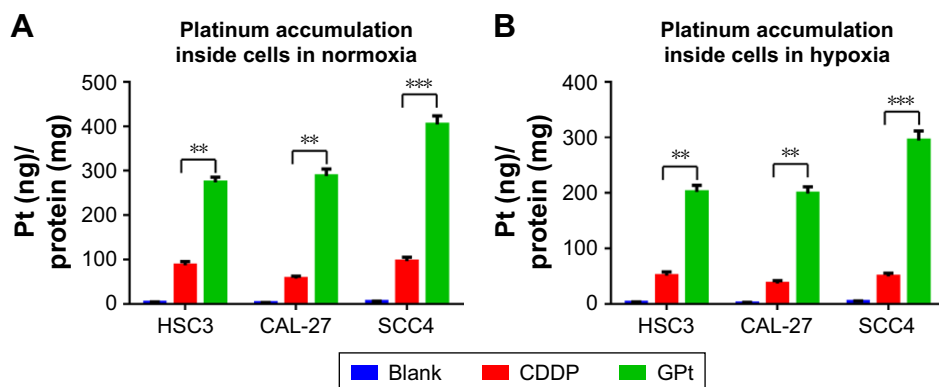 A
Platinum accumulation
inside cells in normoxia
Pt (ng)/
protein (mg)
500
400
300
200
100
0
**
**
***
HSC3 CAL-27 SCC4
B
Platinum accumulation
inside cells in hypoxia
Pt (ng)/
protein (mg)
400
300
200
100
0
**
**
***
HSC3 CAL-27 SCC4
Blank CDDP GPt